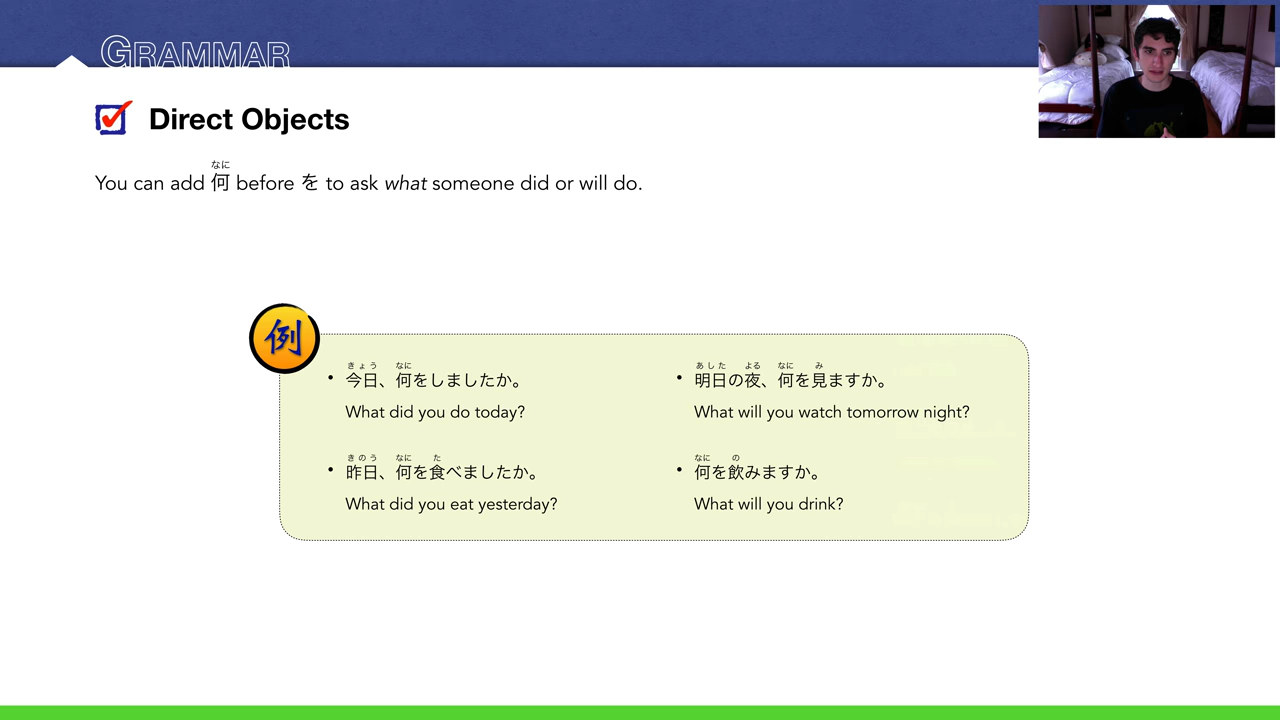 GRAMMAR
Direct Objects
なに
You can add 何 before を to ask what someone did or will do.
例
きょう なに
• 今日、何をしましたか。
What did you do today?
きのう なに た
• 昨日、何を食べましたか。
What did you eat yesterday?
あした よる なに み
• 明日の夜、何を見ますか。
What will you watch tomorrow night?
なに の
• 何を飲みますか。
What will you drink?